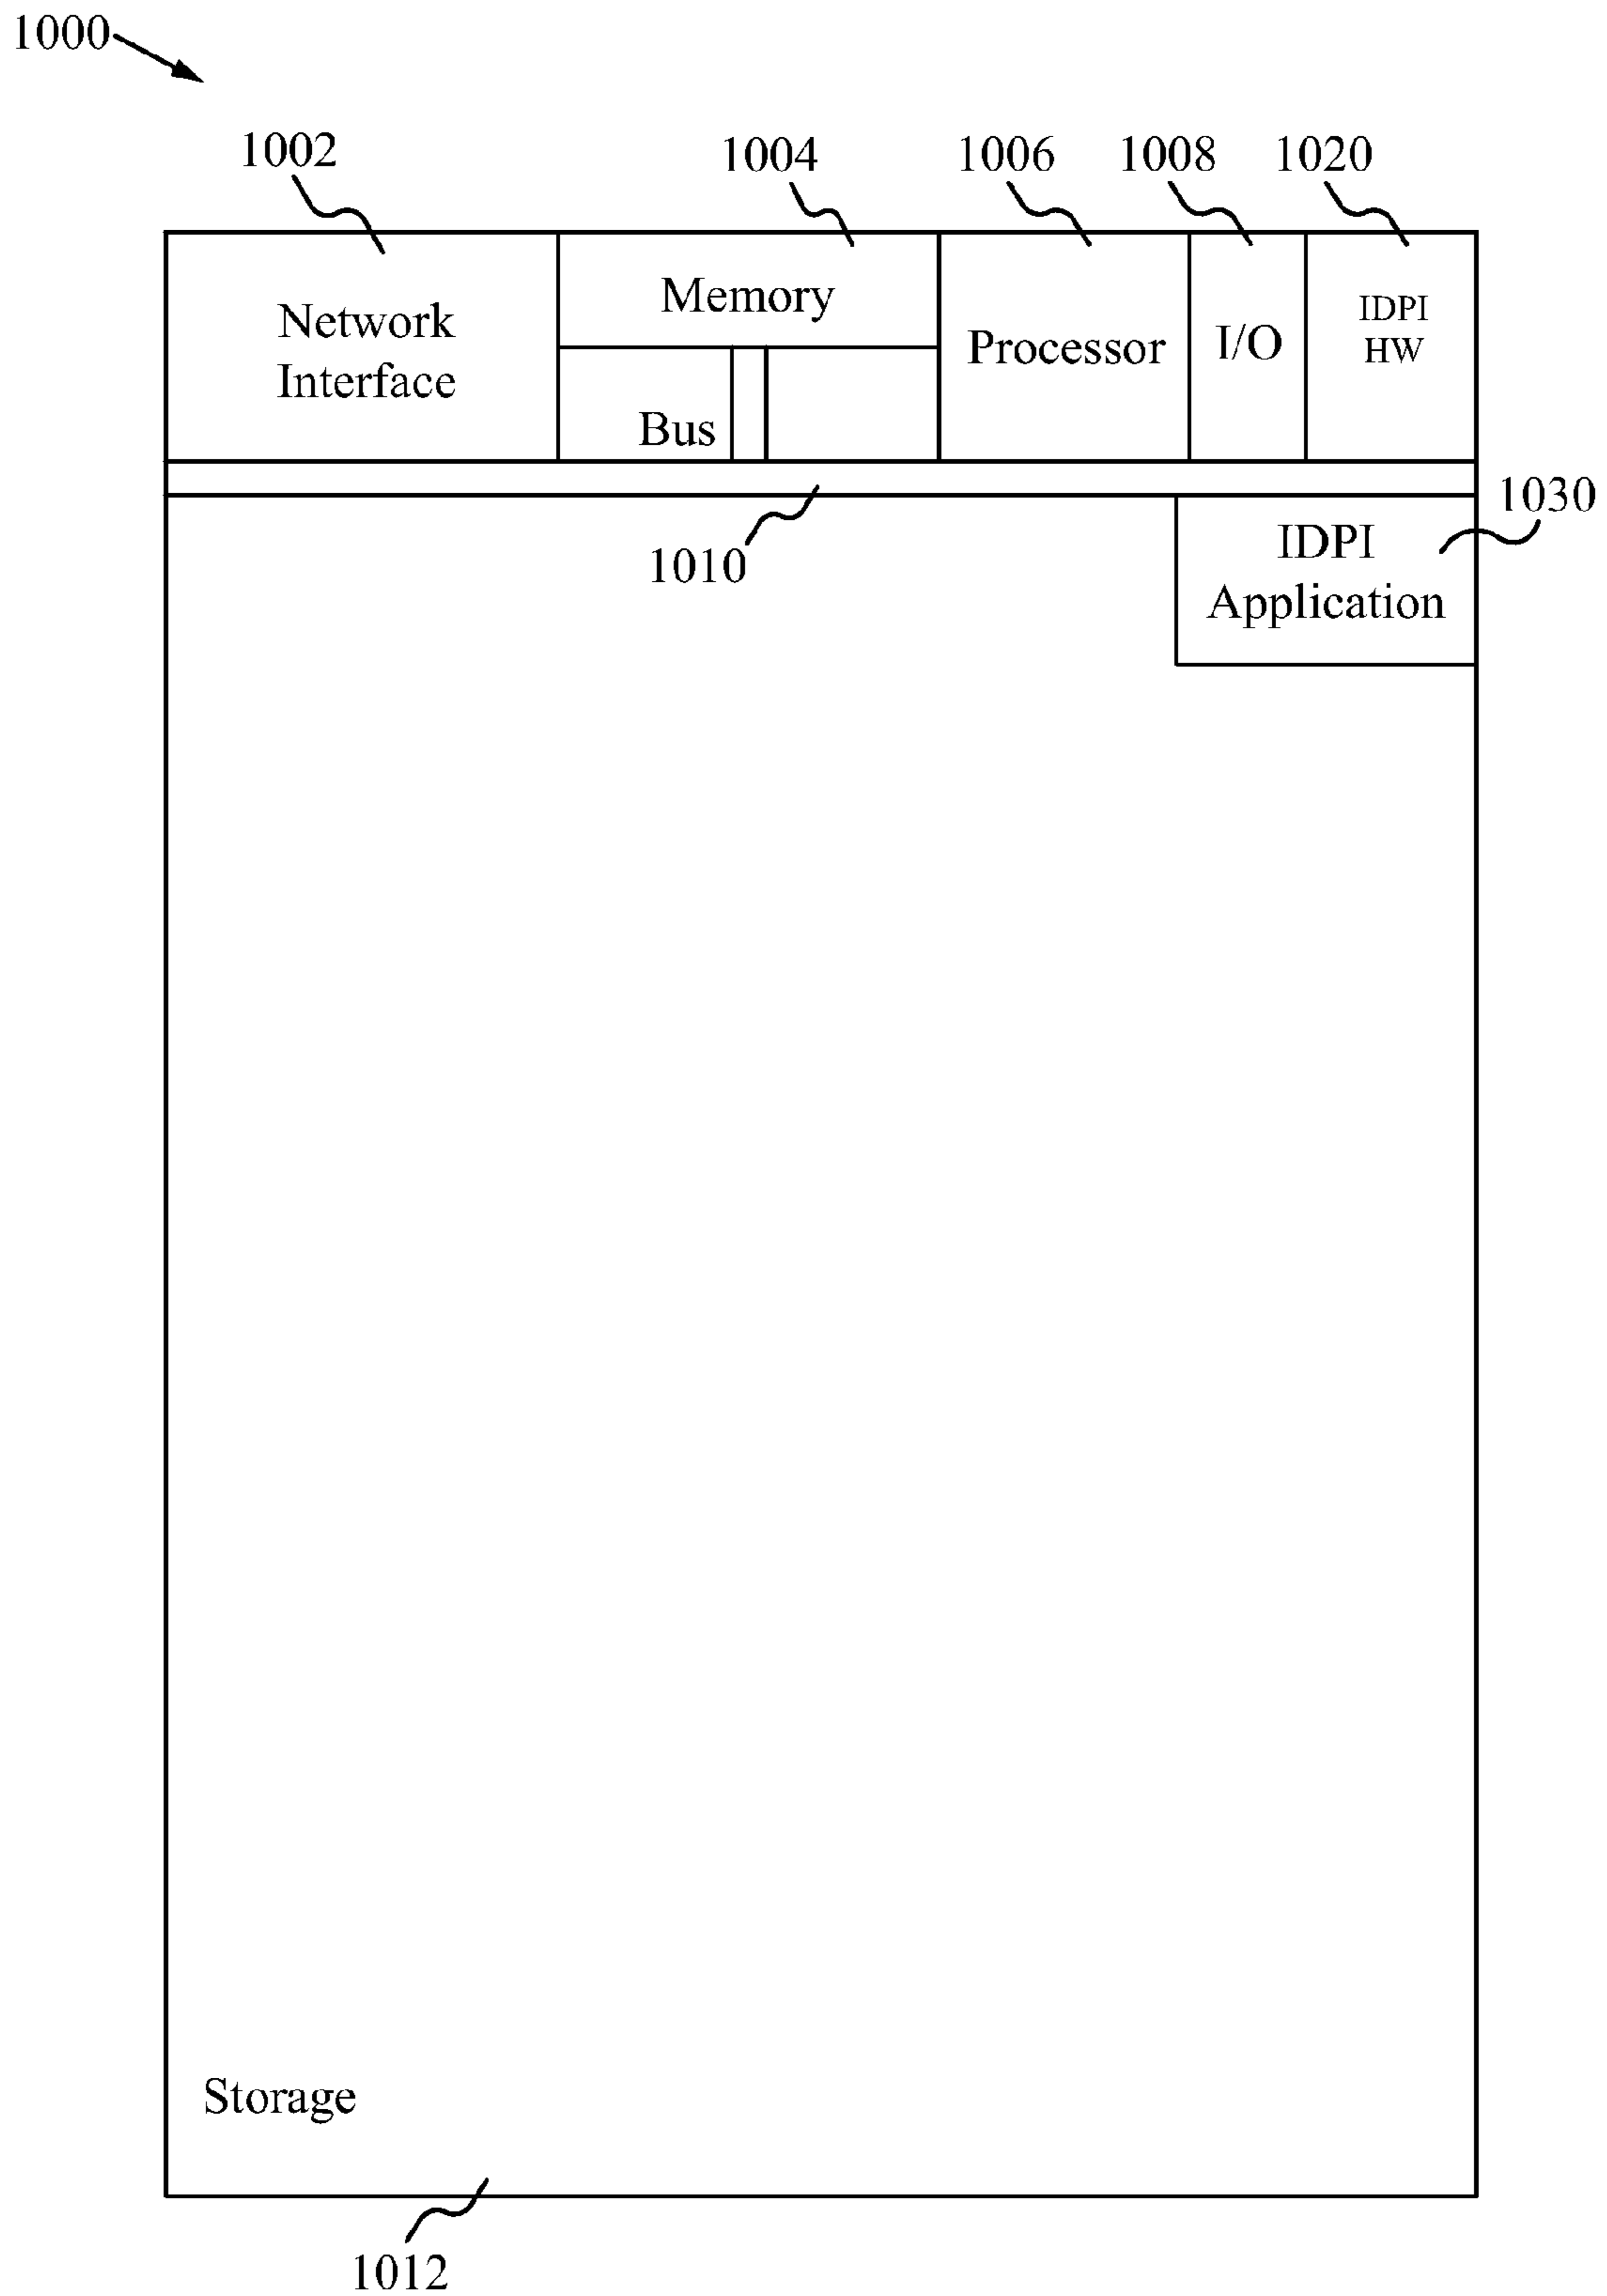 1000
1002
1004
1006
1008
1020
Network
Interface
Memory
Bus
Processor
I/O
IDPI
HW
1010
1030
IDPI
Application
Storage
1012